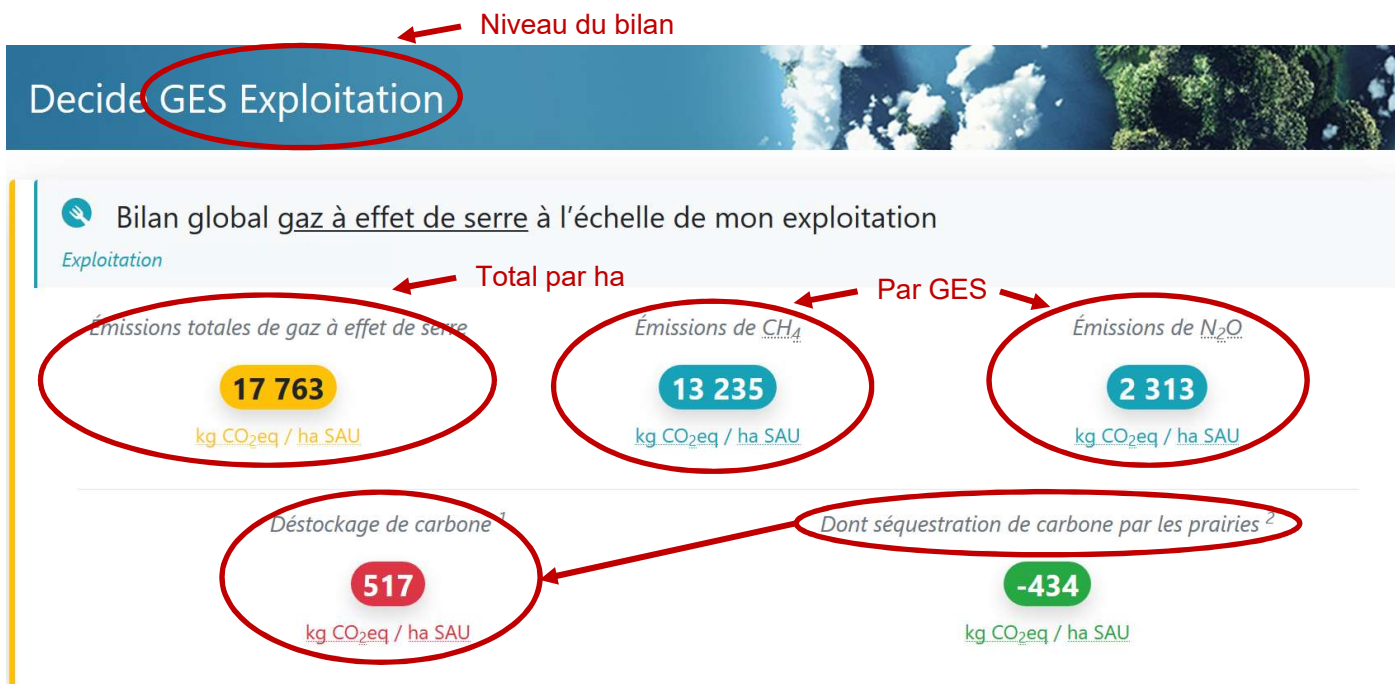 Niveau du bilan
Decide GES Exploitation
Bilan global gaz à effet de serre à l’échelle de mon exploitation
Exploitation
Total par ha
Par GES
Émissions totales de gaz à effet de serre
Émissions de CH₄
Émissions de N₂O
17 763
13 235
2 313
kg CO₂eq / ha SAU
kg CO₂eq / ha SAU
kg CO₂eq / ha SAU
Déstockage de carbone ¹
Dont séquestration de carbone par les prairies ²
517
-434
kg CO₂eq / ha SAU
kg CO₂eq / ha SAU